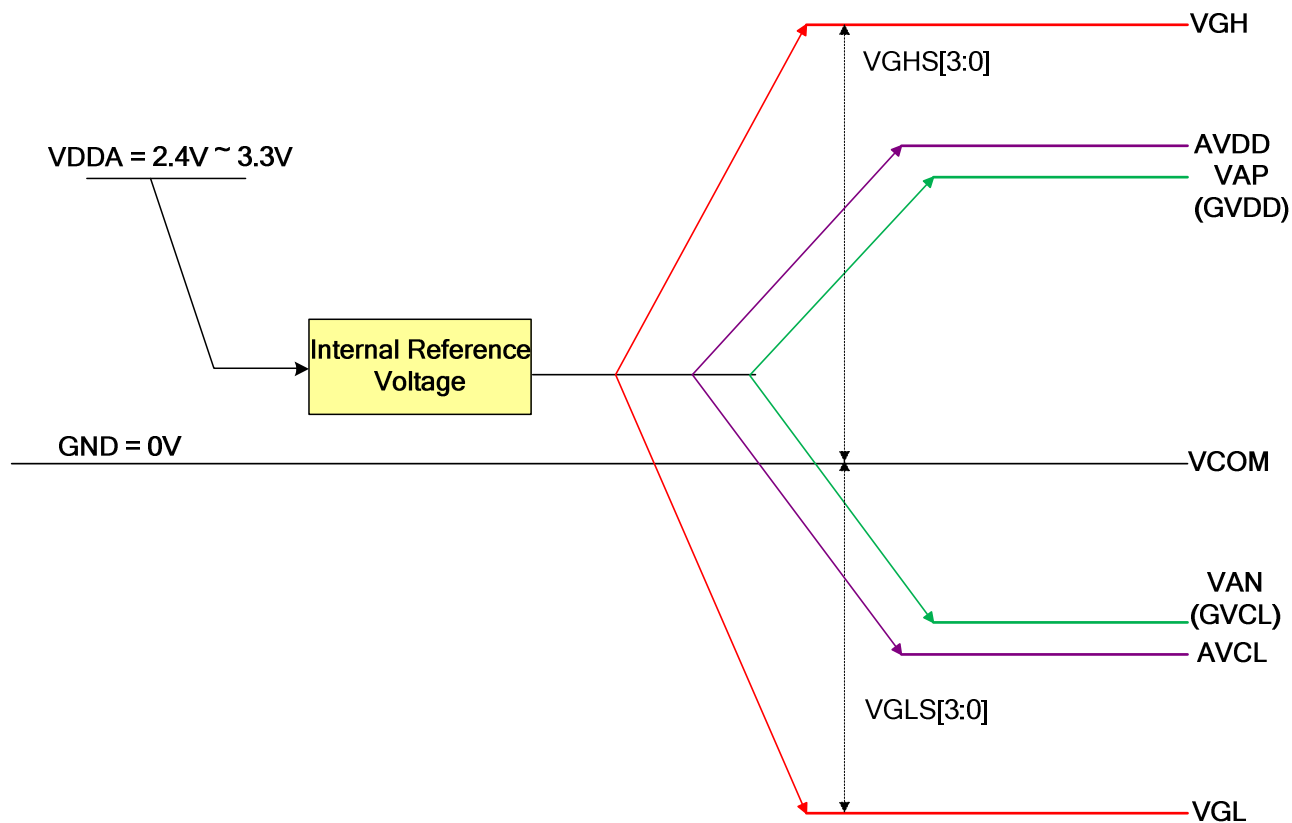 VGH
VGHS[3:0]
VDDA = 2.4V ~ 3.3V
AVDD
VAP
(GVDD)
Internal Reference
Voltage
GND = 0V
VCOM
VAN
(GVCL)
AVCL
VGLS[3:0]
VGL